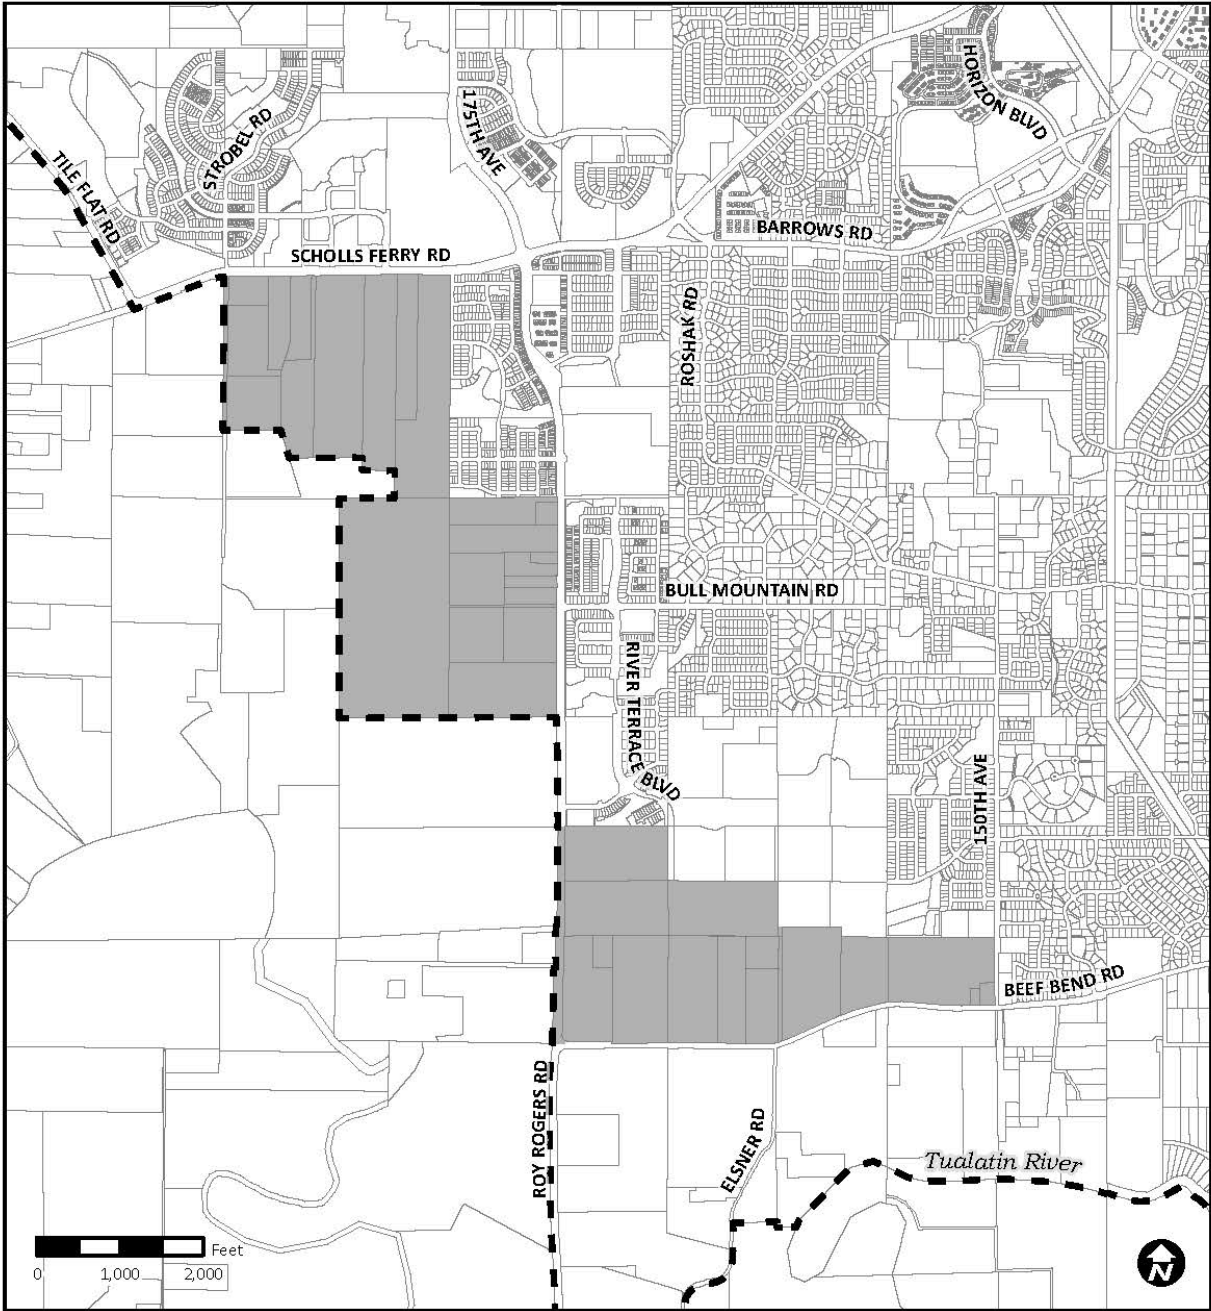 HORIZON BLVD
175TH AVE
STROBEL RD
TILE FLAT RD
BARROWS RD
SCHOLLS FERRY RD
ROSHAK RD
BULL MOUNTAIN RD
RIVER TERRACE BLVD
150TH AVE
BEEF BEND RD
ROY ROGERS RD
ELSNER RD
Tualatin River
Feet
0 1,000 2,000
N